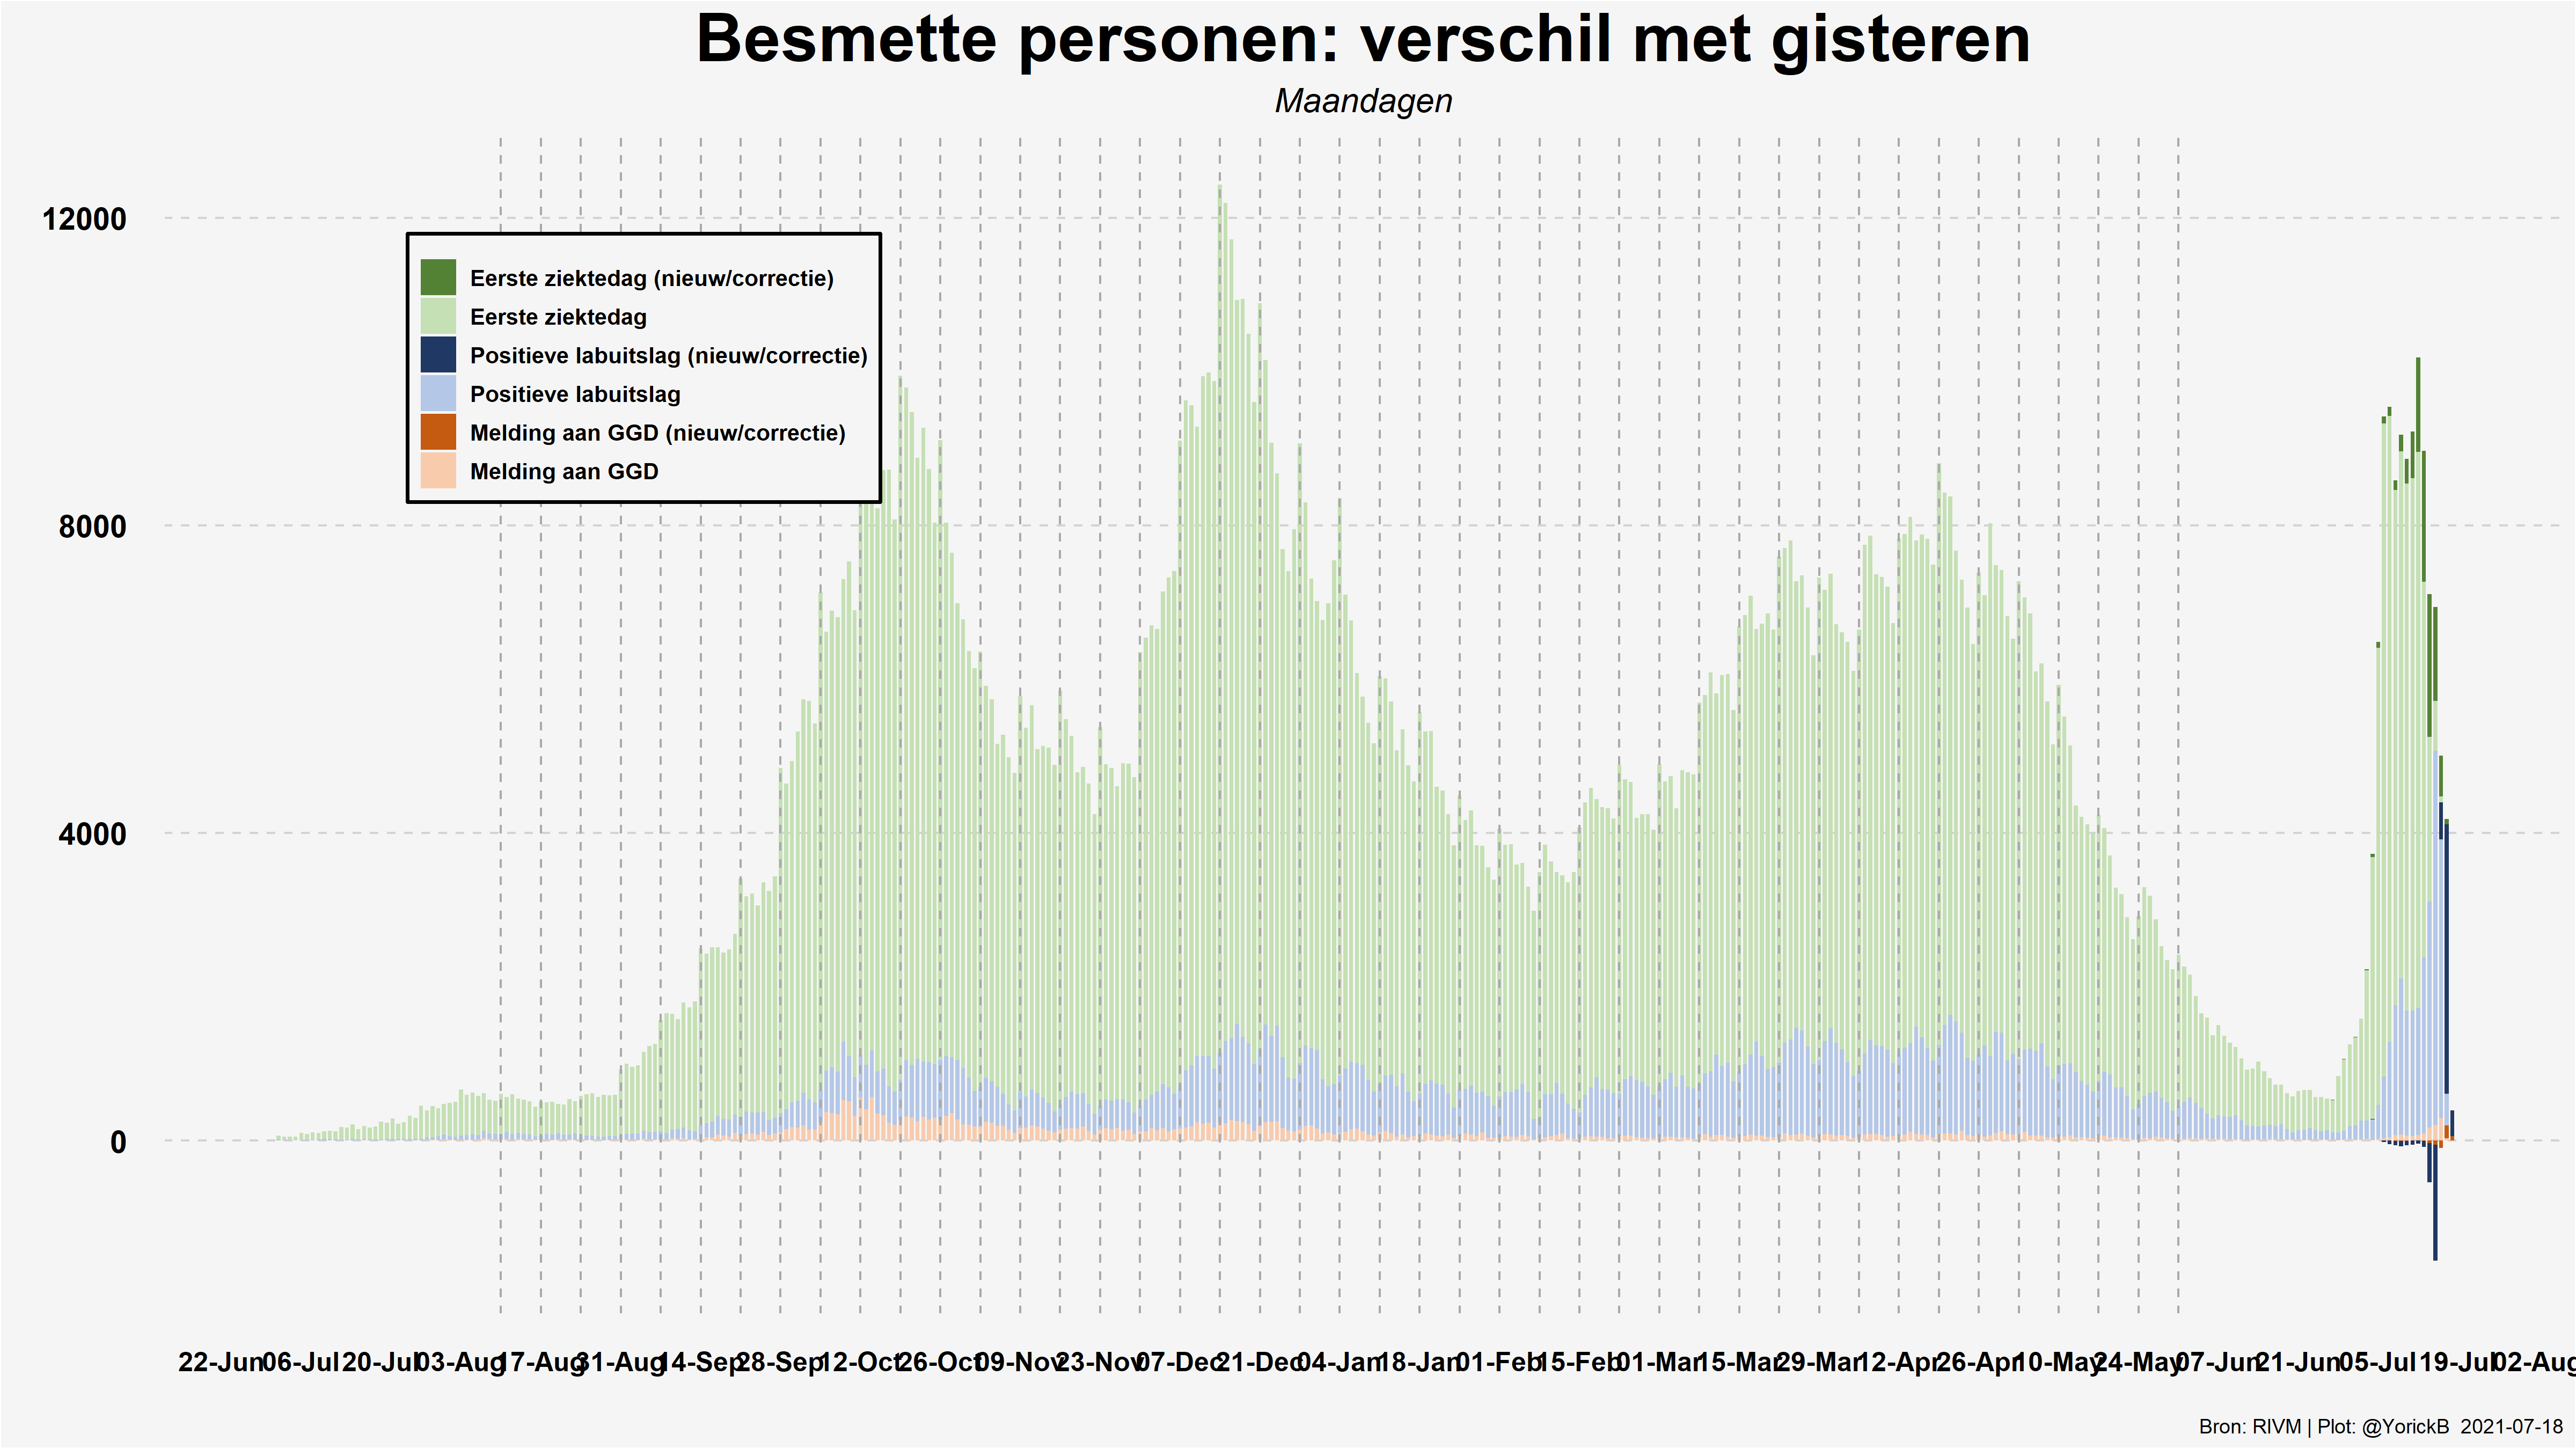 Besmette personen: verschil met gisteren
Maandagen
12000
8000
4000
0
Eerste ziektedag (nieuw/correctie)
Eerste ziektedag
Positieve labuitslag (nieuw/correctie)
Positieve labuitslag
Melding aan GGD (nieuw/correctie)
Melding aan GGD
22-Jun 06-Jul 20-Jul 03-Aug 17-Aug 31-Aug 14-Sep 28-Sep 12-Oct 26-Oct 09-Nov 23-Nov 07-Dec 21-Dec 04-Jan 18-Jan 01-Feb 15-Feb 01-Mar 15-Mar 29-Mar 12-Apr 26-Apr 10-May 24-May 07-Jun 21-Jun 05-Jul 19-Jul 02-Aug
Bron: RIVM | Plot: @YorickB 2021-07-18